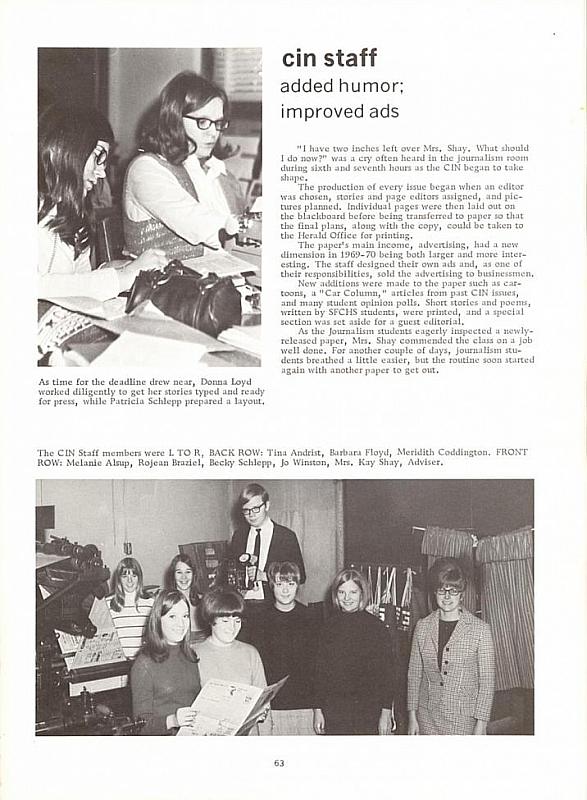 cin staff
added humor;
improved ads
"I have two inches left over Mrs. Shay. What should
I do now?" was a cry often heard in the journalism room
during sixth and seventh hours as the CIN began to take
shape.
The production of every issue began when an editor
was chosen, stories and page editors assigned, and pic-
tures planned. Individual pages were then laid out on
the blackboard before being transferred to paper so that
the final plans, along with the copy, could be taken to
the Herald Office for printing.
The paper's main income, advertising, had a new
dimension in 1969-70 being both larger and more inter-
esting. The staff designed their own ads and, as one of
their responsibilities, sold the advertising to businessmen.
New additions were made to the paper such as car-
toons, a "Car Column," articles from past CIN issues,
and many student opinion polls. Short stories and poems,
written by SFCHS students, were printed, and a special
section was set aside for a guest editorial.
As the Journalism students eagerly inspected a newly-
released paper, Mrs. Shay commended the class on a job
well done. For another couple of days, journalism stu-
dents breathed a little easier, but the routine soon started
again with another paper to get out.
As time for the deadline drew near, Donna Loyd
worked diligently to get her stories typed and ready
for press, while Patricia Schlepp prepared a layout.
The CIN Staff members were L TO R, BACK ROW: Tina Andrist, Barbara Floyd, Meridith Coddington. FRONT
ROW: Melanie Alsup, Rojean Braziel, Becky Schlepp, Jo Winston, Mrs. Kay Shay, Adviser.
63